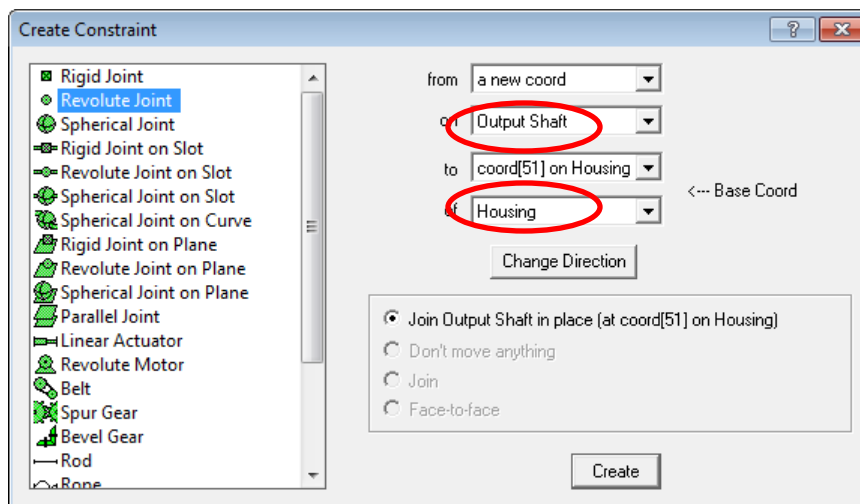 Create Constraint
Rigid Joint
Revolute Joint
Spherical Joint
Rigid Joint on Slot
Revolute Joint on Slot
Spherical Joint on Slot
Spherical Joint on Curve
Rigid Joint on Plane
Revolute Joint on Plane
Spherical Joint on Plane
Parallel Joint
Linear Actuator
Revolute Motor
Belt
Spur Gear
Bevel Gear
Rod
Rope
from a new coord
on Output Shaft
to coord[51] on Housing
of Housing
<--- Base Coord
Change Direction
Join Output Shaft in place (at coord[51] on Housing)
Don't move anything
Join
Face-to-face
Create